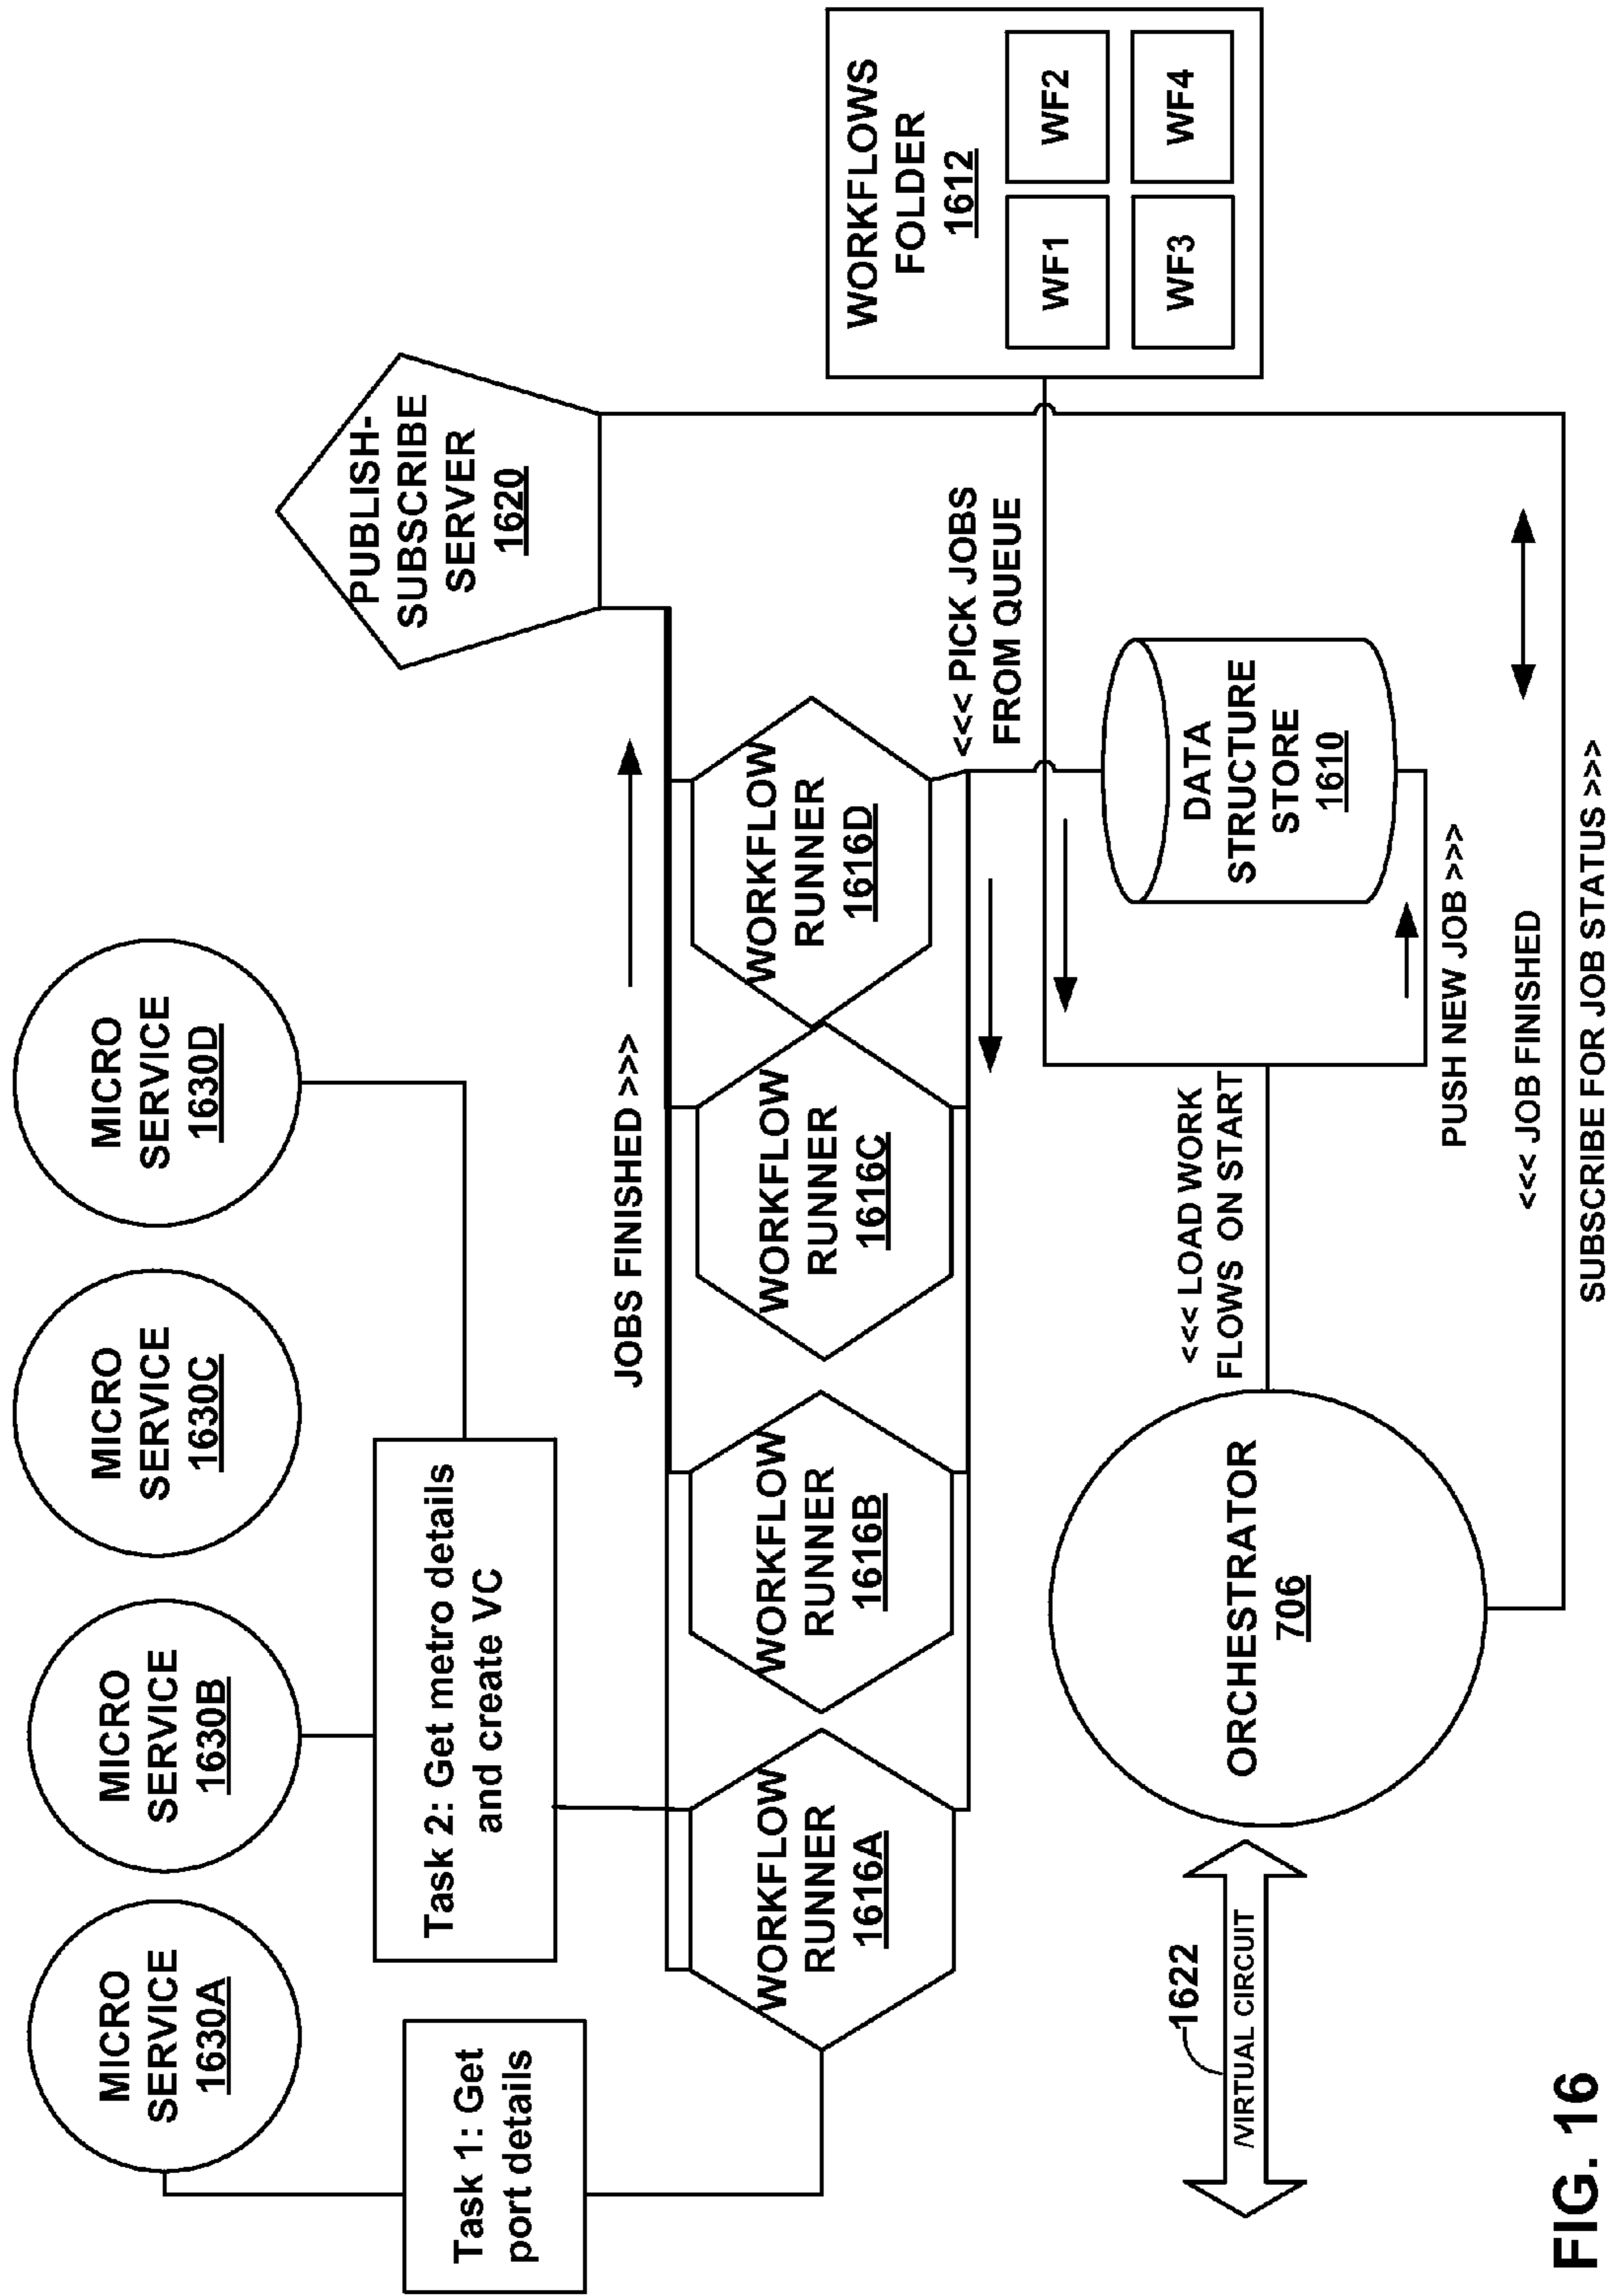 MICRO
SERVICE
1630A
MICRO
SERVICE
1630B
MICRO
SERVICE
1630C
MICRO
SERVICE
1630D
Task 1: Get
port details
Task 2: Get metro details
and create VC
JOBS FINISHED >>>
PUBLISH-
SUBSCRIBE
SERVER
1620
WORKFLOW
RUNNER
1616A
WORKFLOW
RUNNER
1616B
WORKFLOW
RUNNER
1616C
WORKFLOW
RUNNER
1616D
<<< PICK JOBS
FROM QUEUE
WORKFLOWS
FOLDER
1612
WF1
WF2
WF3
WF4
1622
/VIRTUAL CIRCUIT
ORCHESTRATOR
706
<<< LOAD WORK
FLOWS ON START
DATA
STRUCTURE
STORE
1610
PUSH NEW JOB >>>
<<< JOB FINISHED
SUBSCRIBE FOR JOB STATUS >>>
FIG. 16